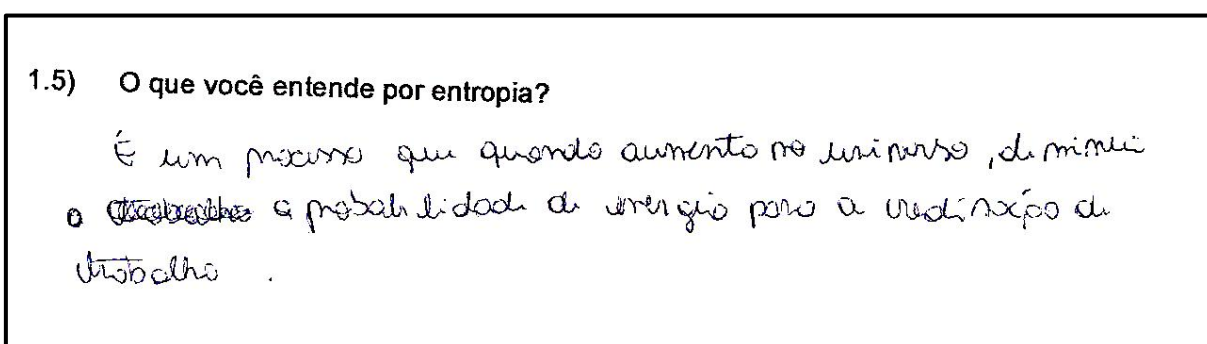 1.5) O que você entende por entropia?
É um processo que quando aumenta no universo, diminui
o a probabilidade de energia para a realização de
trabalho.